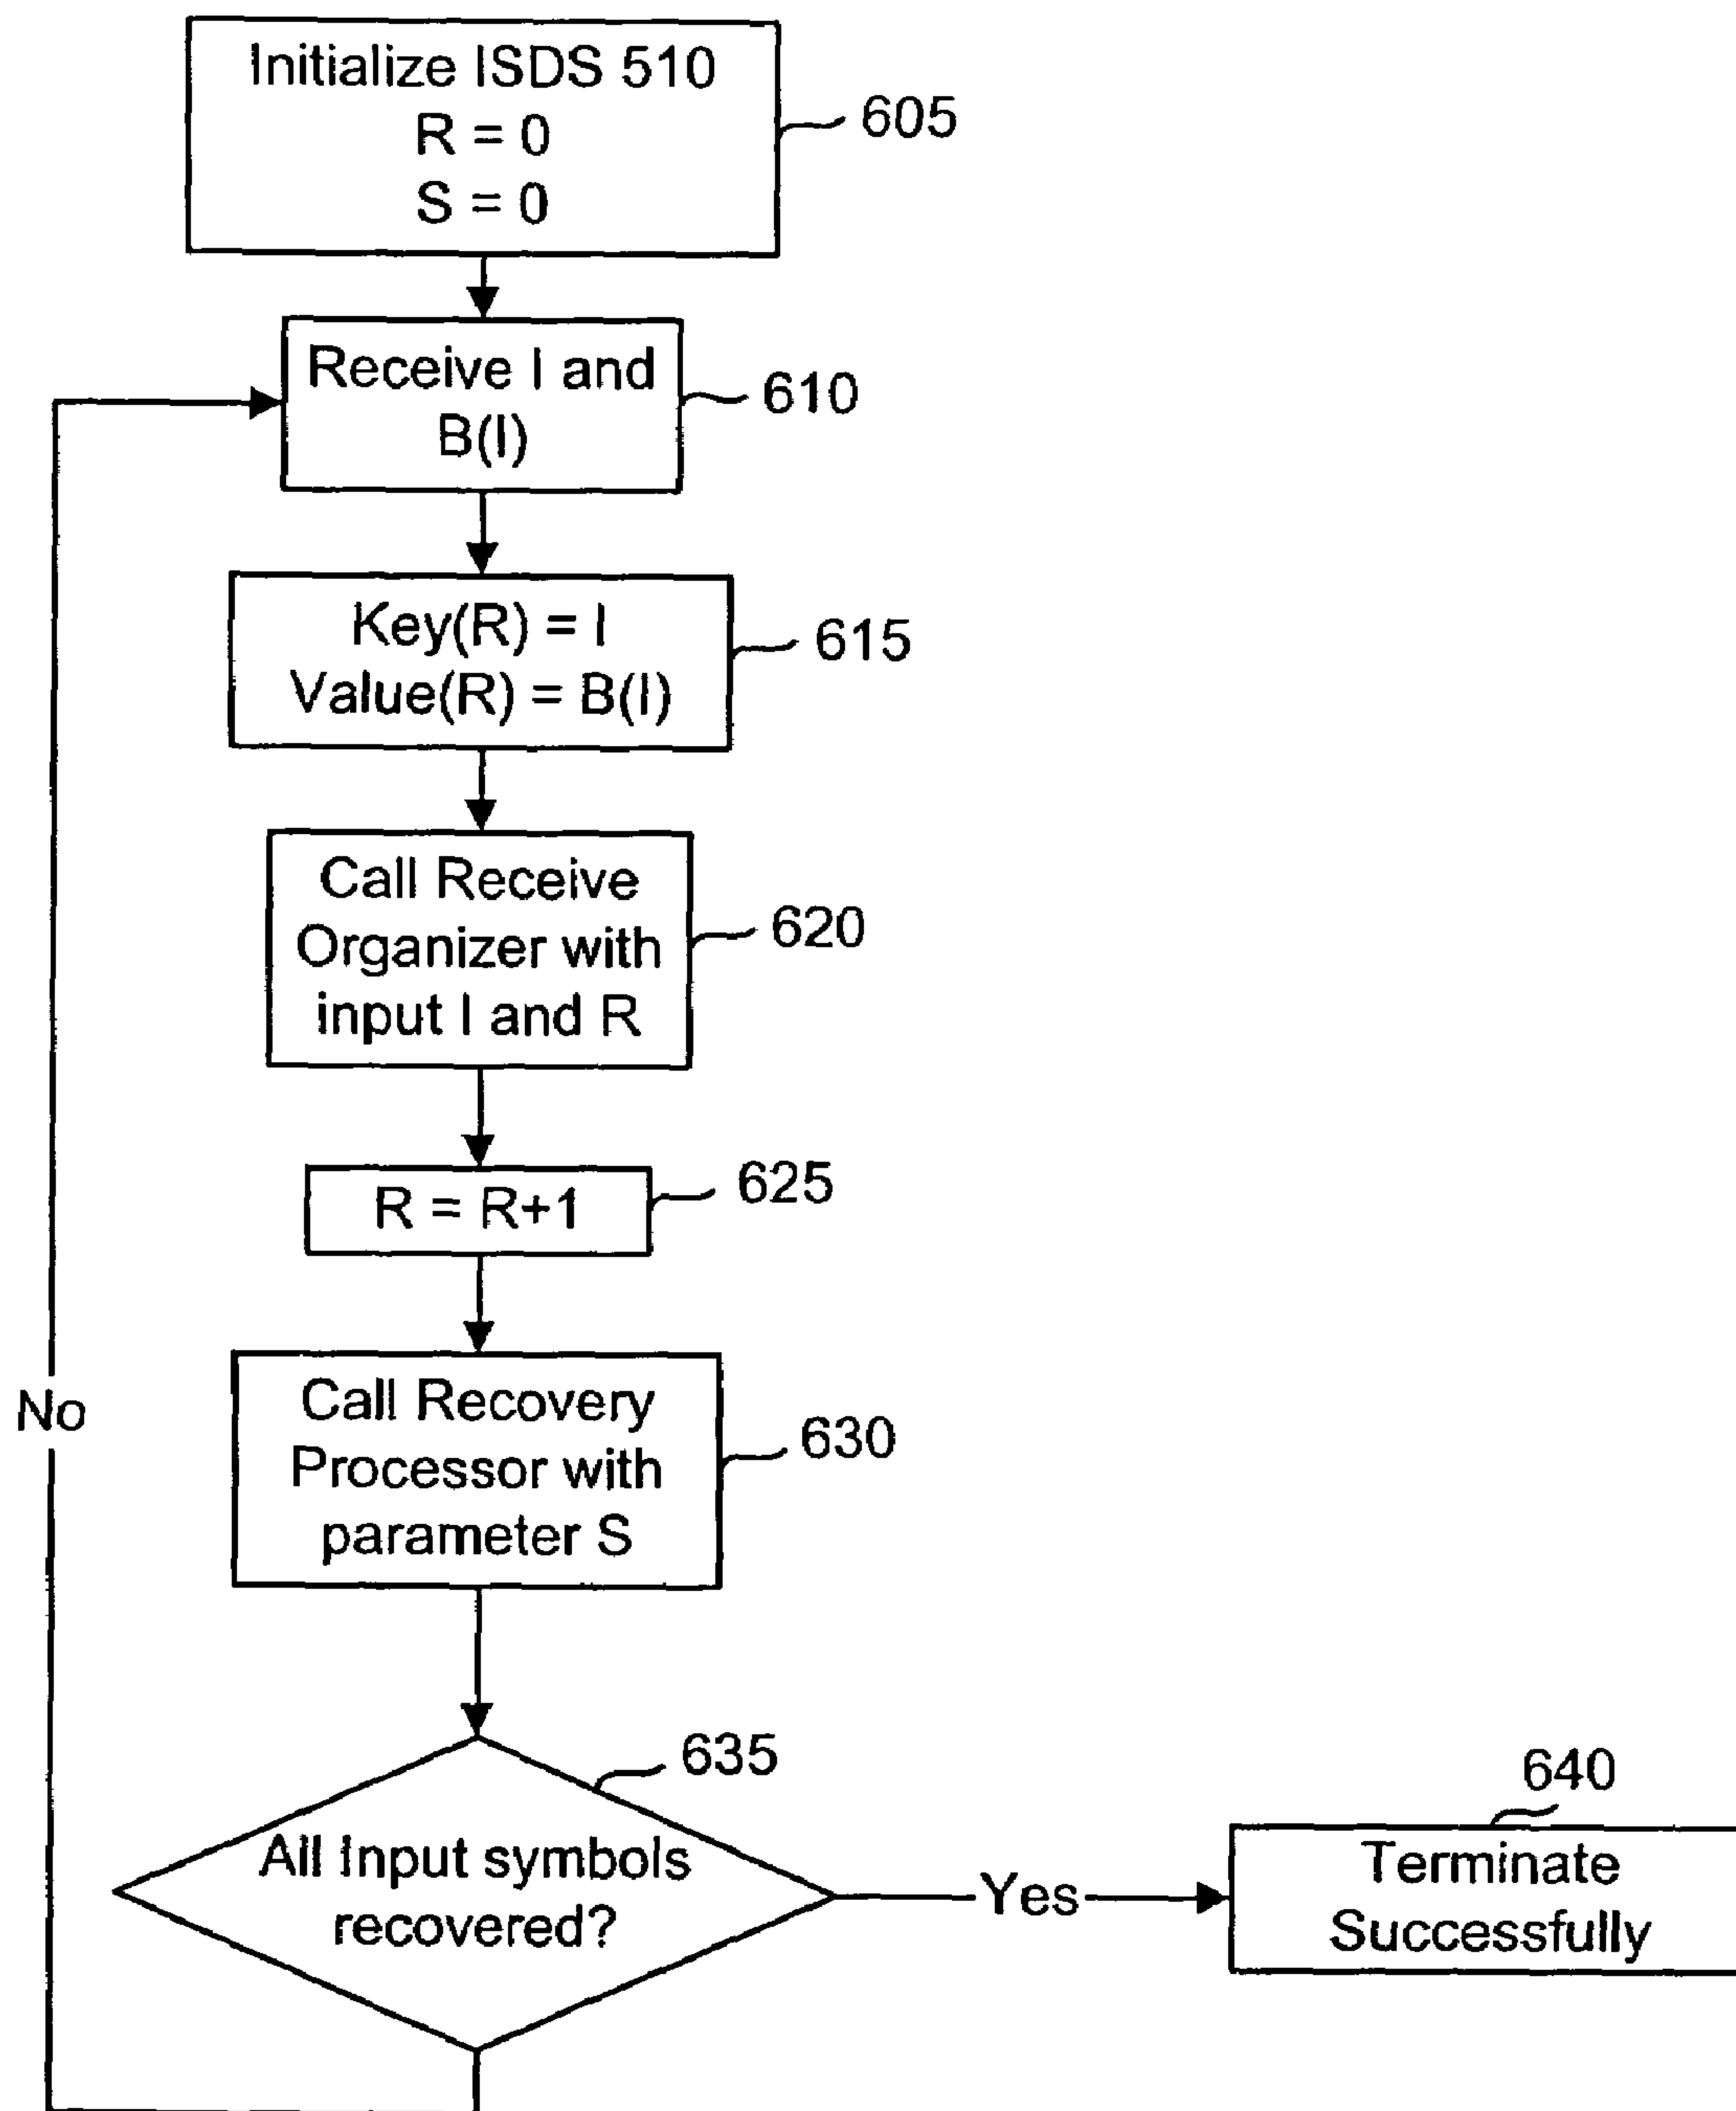 Initialize ISDS 510
R = 0
S = 0
605
Receive I and
B(I)
610
Key(R) = I
Value(R) = B(I)
615
Call Receive
Organizer with
input I and R
620
R = R+1
625
Call Recovery
Processor with
parameter S
630
No
635
All Input symbols
recovered?
Yes
640
Terminate
Successfully